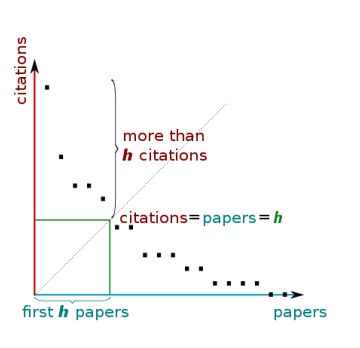 citations
more than
h citations
citations=papers=h
first h papers
papers